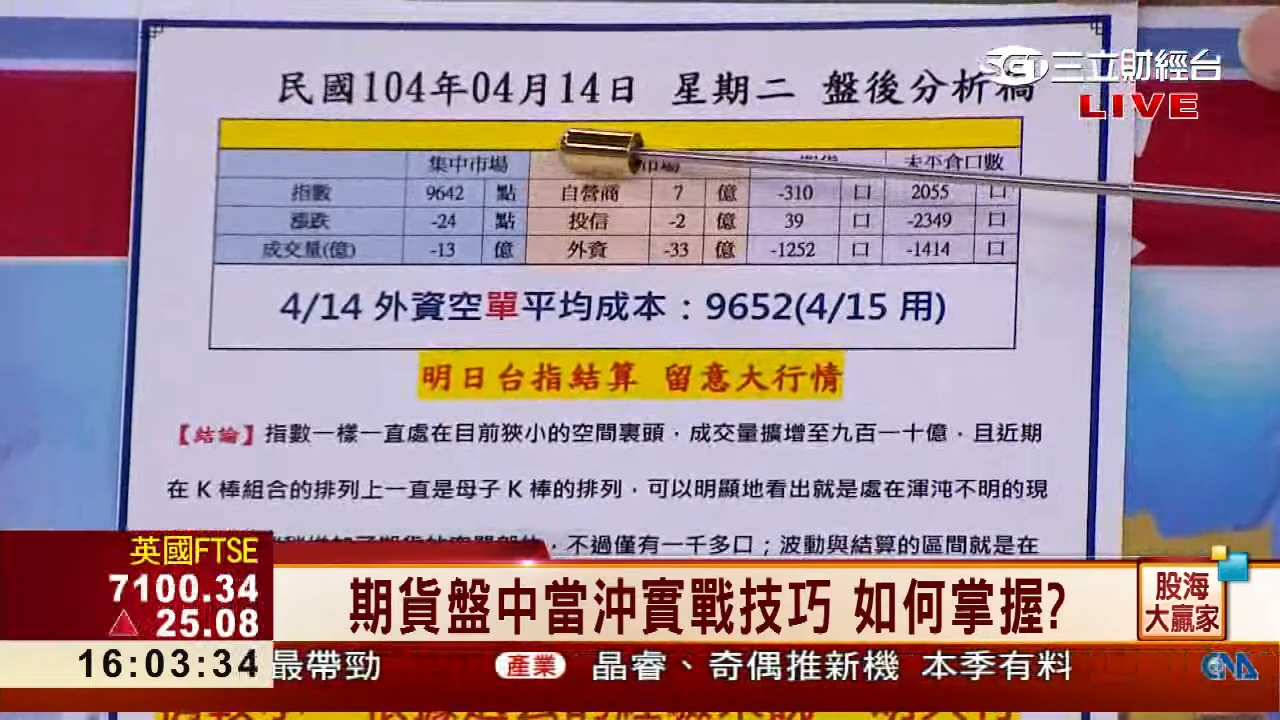 三立財經台
LIVE
民國104年04月14日 星期二 盤後分析稿
集中市場 市場 未平倉口數
指數 9642 點 自營商 7 億 -310 口 2055 口
漲跌 -24 點 投信 -2 億 39 口 -2349 口
成交量(億) -13 億 外資 -33 億 -1252 口 -1414 口
4/14 外資空單平均成本：9652(4/15 用)
明日台指結算 留意大行情
【結論】指數一樣一直處在目前狹小的空間裏頭，成交量擴增至九百一十億，且近期
在 K 棒組合的排列上一直是母子 K 棒的排列，可以明顯地看出就是處在渾沌不明的現
，不過僅有一千多口；波動與結算的區間就是在
英國FTSE
7100.34
25.08
期貨盤中當沖實戰技巧 如何掌握?
股海
大贏家
16:03:34
最帶勁 產業 晶睿、奇偶推新機 本季有料
CNA